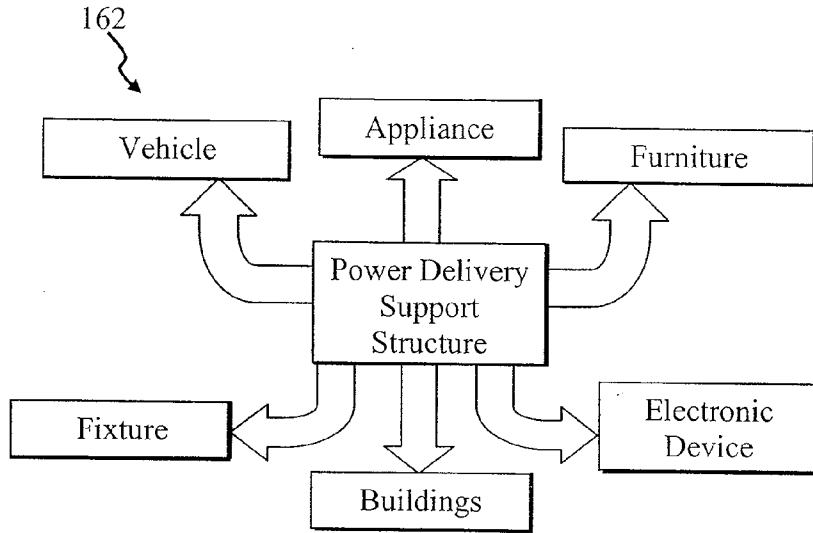 162
Vehicle
Appliance
Furniture
Power Delivery
Support
Structure
Fixture
Buildings
Electronic
Device